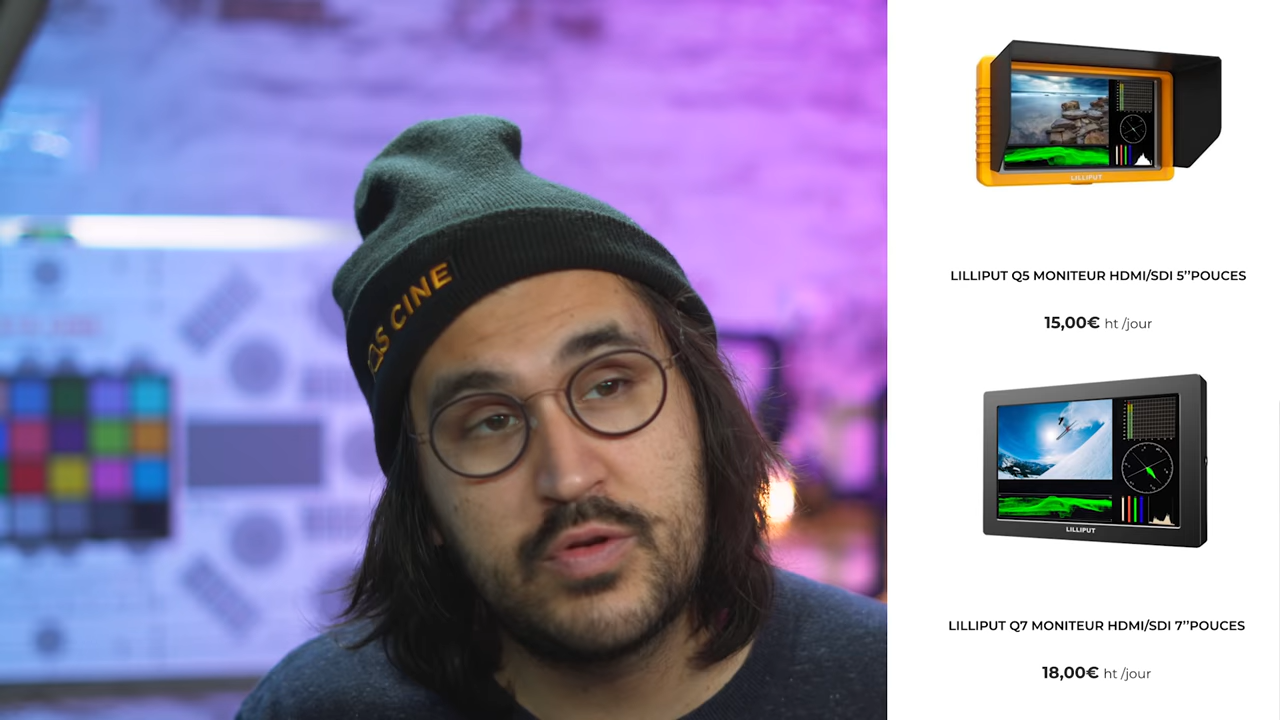 S CINE
LILLIPUT
LILLIPUT Q5 MONITEUR HDMI/SDI 5’’POUCES
15,00€ ht /jour
LILLIPUT
LILLIPUT Q7 MONITEUR HDMI/SDI 7’’POUCES
18,00€ ht /jour